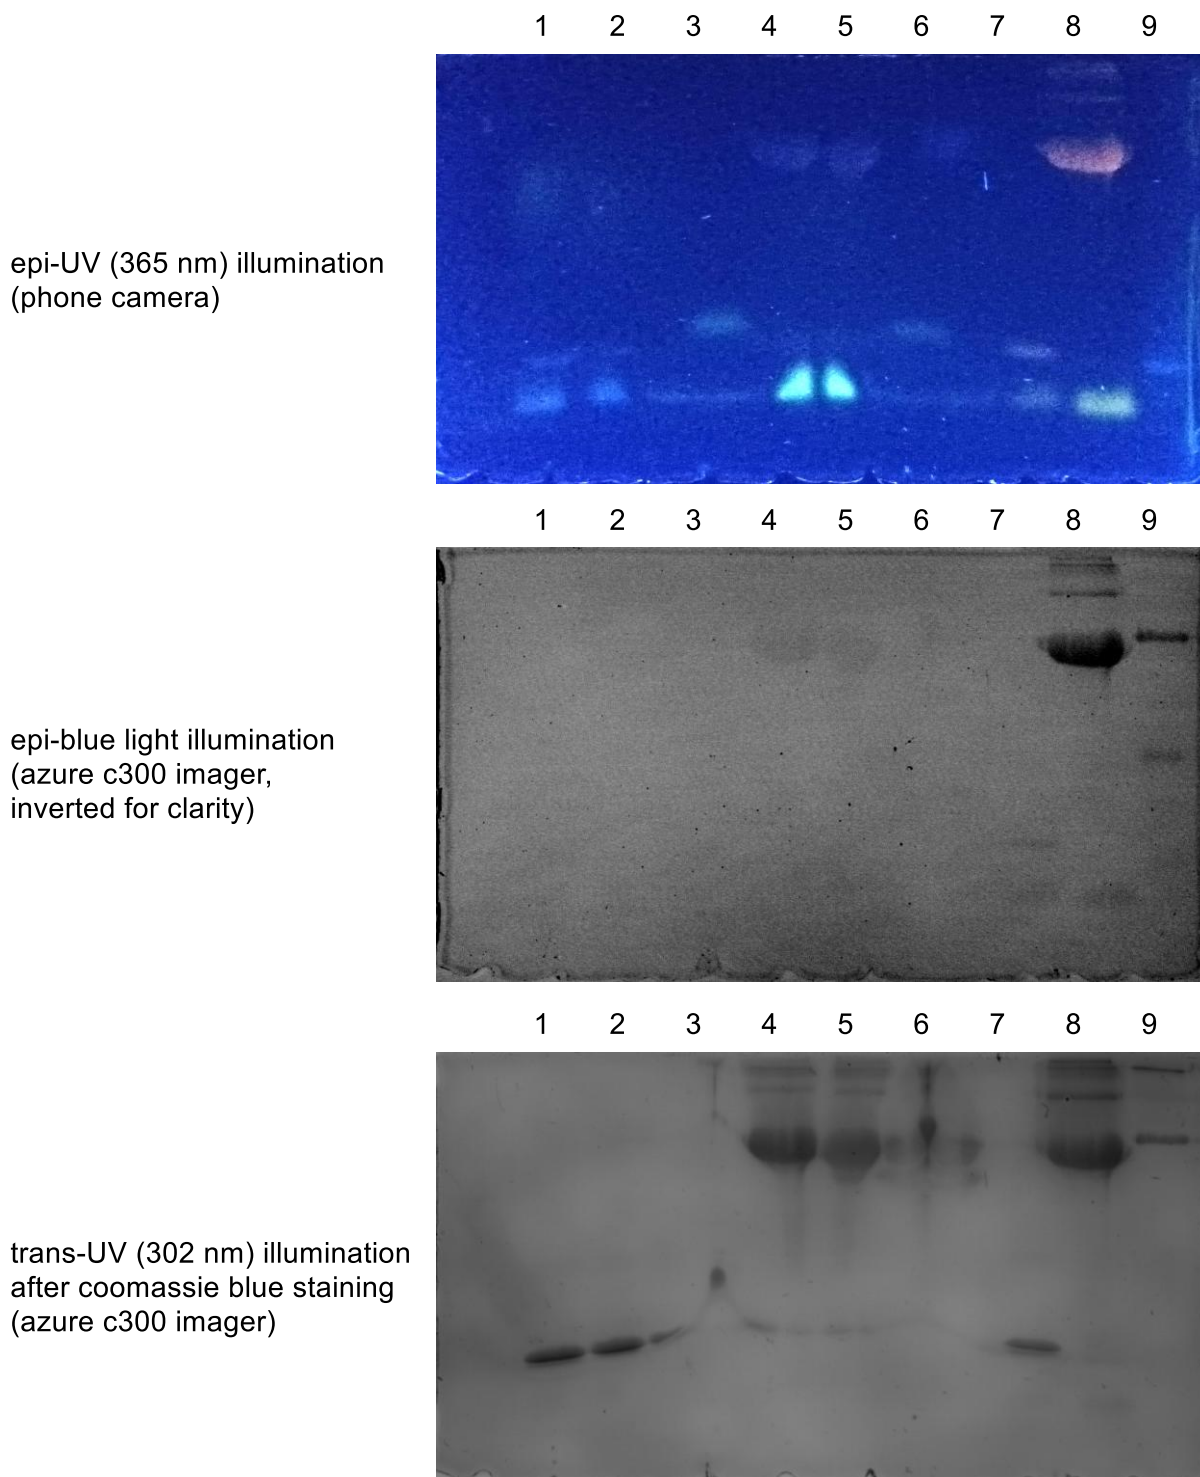 1 2 3 4 5 6 7 8 9
epi-UV (365 nm) illumination
(phone camera)
1 2 3 4 5 6 7 8 9
epi-blue light illumination
(azure c300 imager,
inverted for clarity)
1 2 3 4 5 6 7 8 9
trans-UV (302 nm) illumination
after coomassie blue staining
(azure c300 imager)